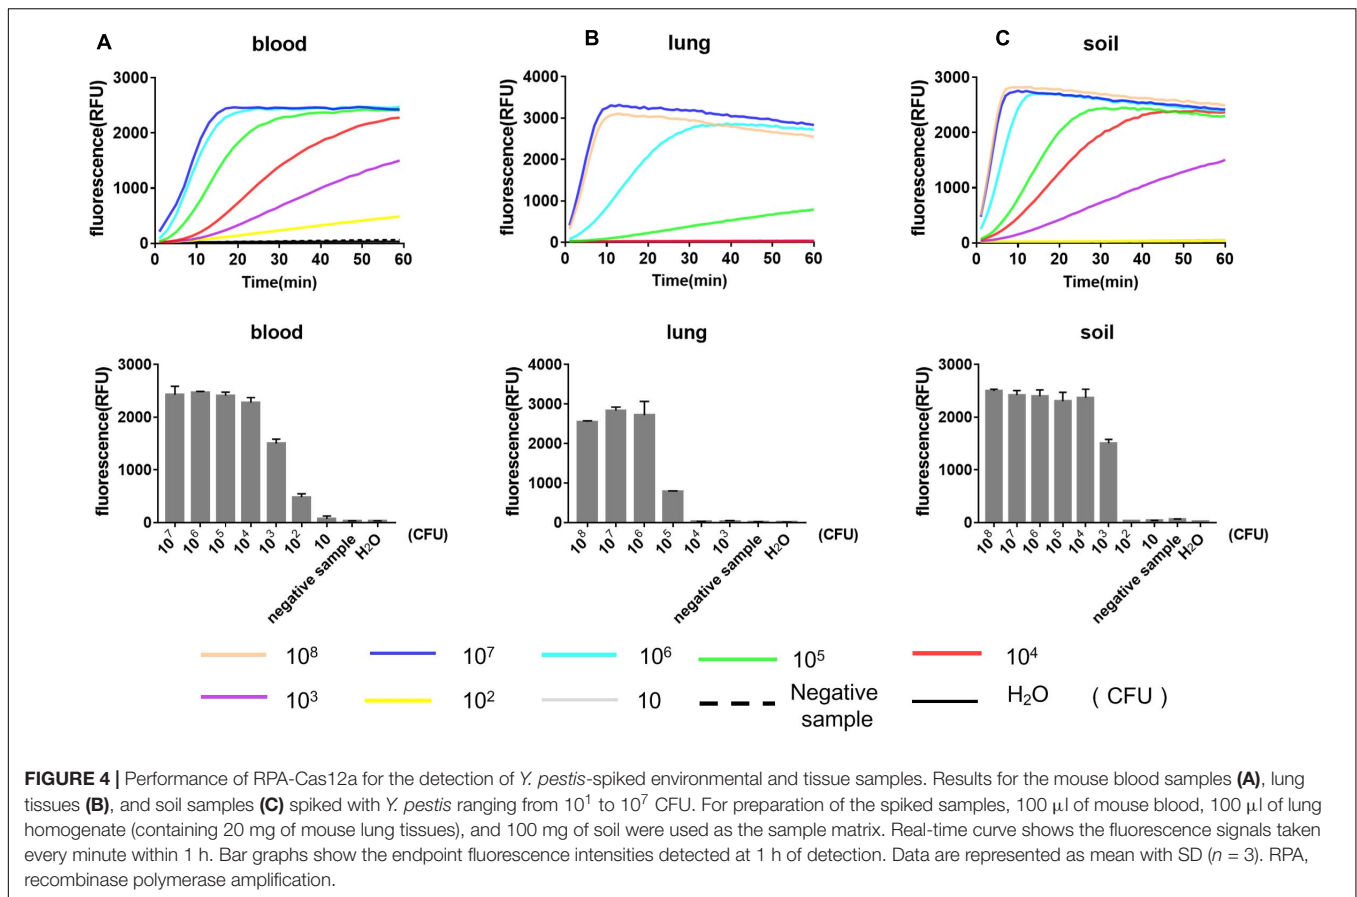 A
blood
fluorescence(RFU)
3000
2000
1000
0
0 10 20 30 40 50 60
Time(min)
B
lung
fluorescence(RFU)
4000
3000
2000
1000
0
0 10 20 30 40 50 60
Time(min)
C
soil
fluorescence(RFU)
3000
2000
1000
0
0 10 20 30 40 50 60
Time(min)
blood
fluorescence(RFU)
3000
2000
1000
0
10⁷ 10⁶ 10⁵ 10⁴ 10³ 10² 10 negative sample H₂O (CFU)
lung
fluorescence(RFU)
4000
3000
2000
1000
0
10⁸ 10⁷ 10⁶ 10⁵ 10⁴ 10³ negative sample H₂O (CFU)
soil
fluorescence(RFU)
3000
2000
1000
0
10⁸ 10⁷ 10⁶ 10⁵ 10⁴ 10³ 10² 10 negative sample H₂O (CFU)
10⁸ 10⁷ 10⁶ 10⁵ 10⁴
10³ 10² 10 Negative sample H₂O ( CFU )
FIGURE 4 | Performance of RPA-Cas12a for the detection of Y. pestis-spiked environmental and tissue samples. Results for the mouse blood samples (A), lung
tissues (B), and soil samples (C) spiked with Y. pestis ranging from 10¹ to 10⁷ CFU. For preparation of the spiked samples, 100 μl of mouse blood, 100 μl of lung
homogenate (containing 20 mg of mouse lung tissues), and 100 mg of soil were used as the sample matrix. Real-time curve shows the fluorescence signals taken
every minute within 1 h. Bar graphs show the endpoint fluorescence intensities detected at 1 h of detection. Data are represented as mean with SD (n = 3). RPA,
recombinase polymerase amplification.